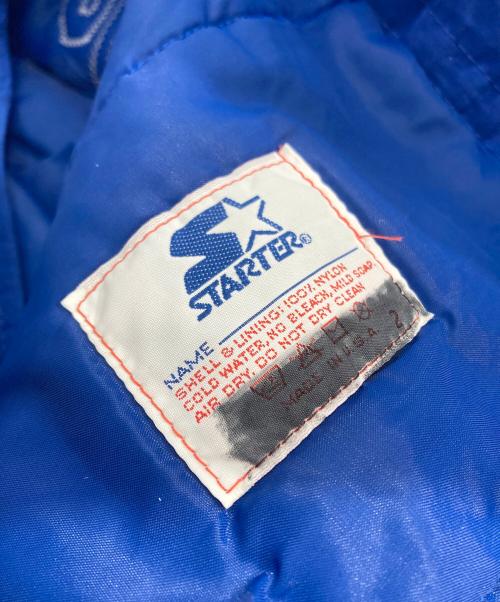 STARTER®
NAME
SHELL & LINING: 100% NYLON
COLD WATER, NO BLEACH, MILD SOAP,
AIR DRY. DO NOT DRY CLEAN
MADE IN U.S.A. 2